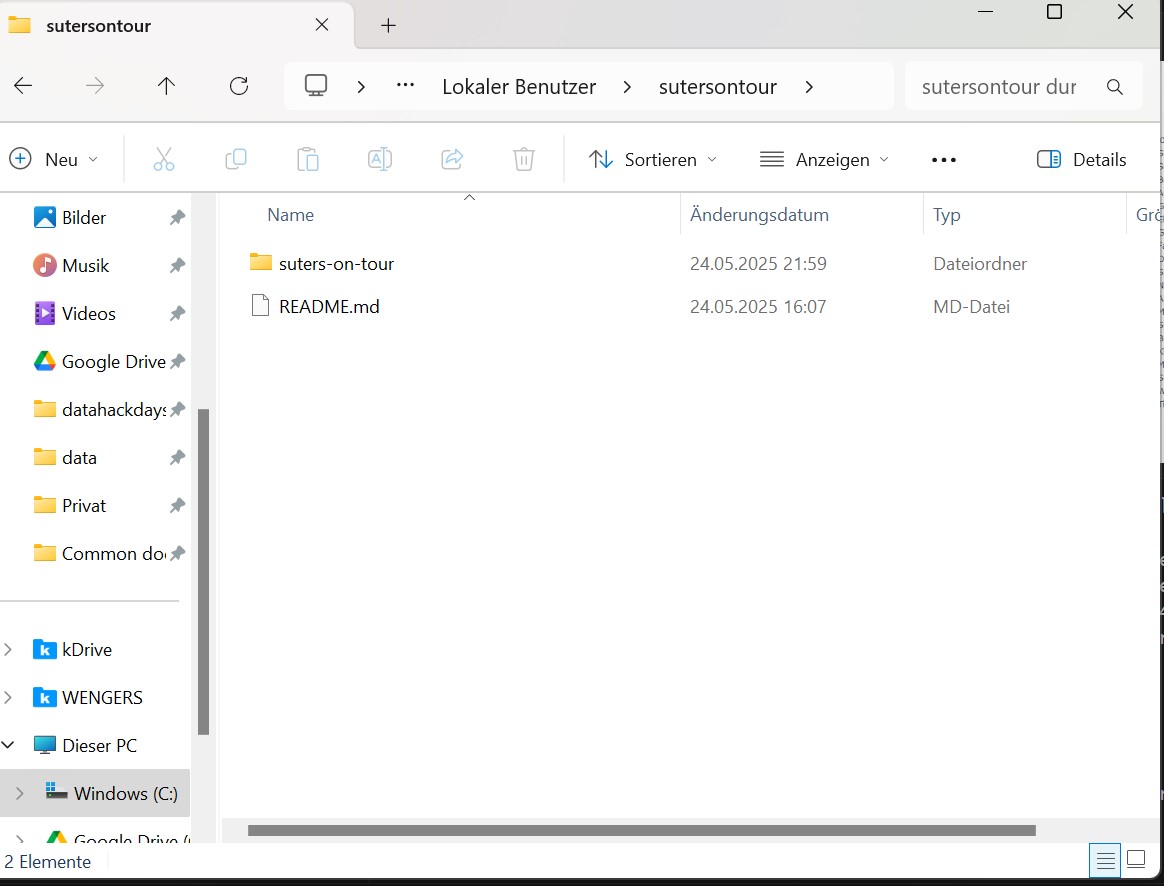 sutersontour
Lokaler Benutzer
sutersontour
sutersontour dur
Neu
Sortieren
Anzeigen
Details
Name
Änderungsdatum
Typ
Grö
suters-on-tour
24.05.2025 21:59
Dateiordner
README.md
24.05.2025 16:07
MD-Datei
Bilder
Musik
Videos
Google Drive
datahackdays
data
Privat
Common do
kDrive
WENGERS
Dieser PC
Windows (C:)
Google Drive (
2 Elemente